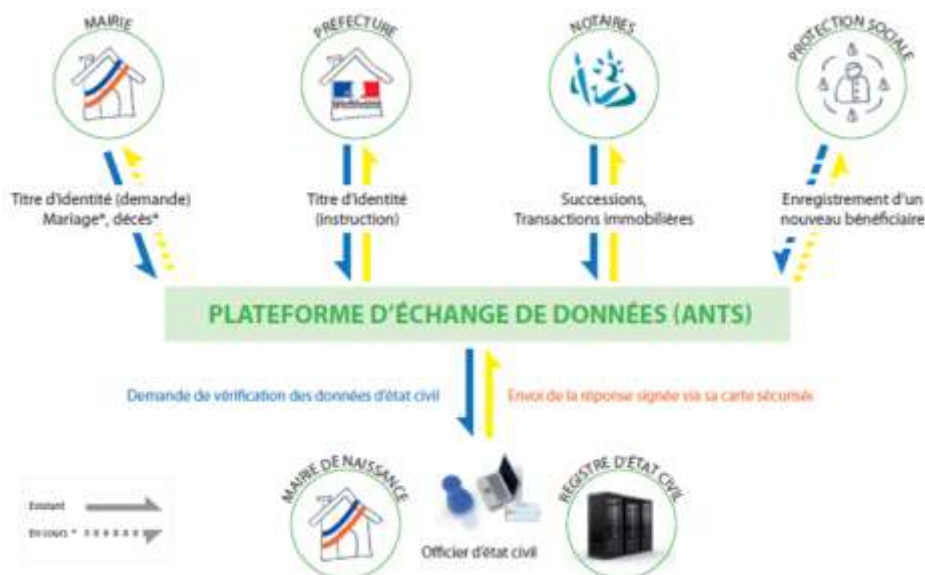 MAIRIE
PRÉFECTURE
NOTAIRES
PROTECTION SOCIALE
Titre d'identité (demande)
Mariage*, décès*
Titre d'identité
(instruction)
Successions,
Transactions immobilières
Enregistrement d'un
nouveau bénéficiaire
PLATEFORME D'ÉCHANGE DE DONNÉES (ANTS)
Demande de vérification des données d'état civil
Envoi de la réponse signée via sa carte sécurisée
MAIRIE DE NAISSANCE
REGISTRE D'ÉTAT CIVIL
Officier d'état civil
Existant
En cours *